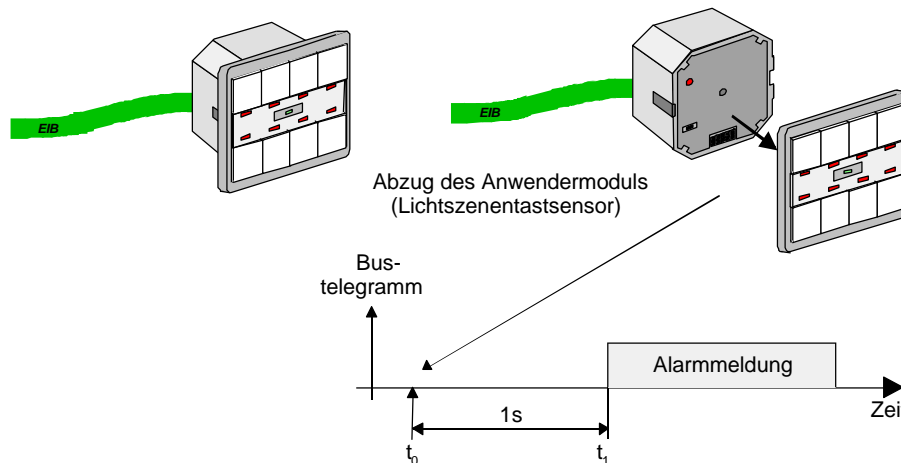 EIB
EIB
Abzug des Anwendermoduls
(Lichtszenentastsensor)
Bus-
telegramm
Alarmmeldung
Zei
1s
t0
t1